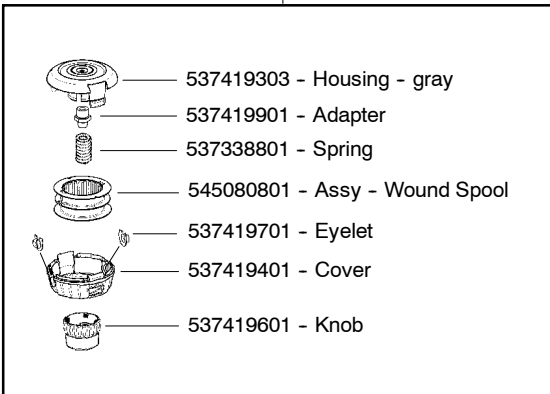 537419303 - Housing - gray
537419901 - Adapter
537338801 - Spring
545080801 - Assy - Wound Spool
537419701 - Eyelet
537419401 - Cover
537419601 - Knob